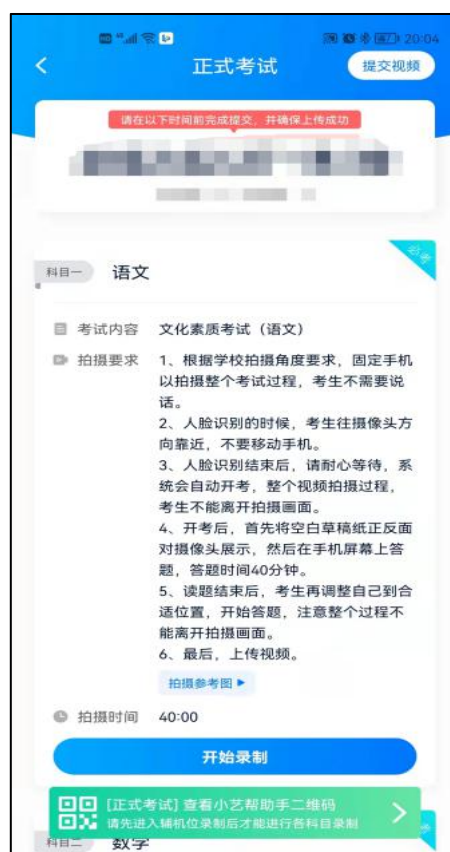 20:04
正式考试
提交视频
请在以下时间前完成提交，并确保上传成功
科目一
语文
必考
考试内容
文化素质考试（语文）
拍摄要求
1、根据学校拍摄角度要求，固定手机
以拍摄整个考试过程，考生不需要说
话。
2、人脸识别的时候，考生往摄像头方
向靠近，不要移动手机。
3、人脸识别结束后，请耐心等待，系
统会自动开考，整个视频拍摄过程，
考生不能离开拍摄画面。
4、开考后，首先将空白草稿纸正反面
对摄像头展示，然后在手机屏幕上答
题，答题时间40分钟。
5、读题结束后，考生再调整自己到合
适位置，开始答题，注意整个过程不
能离开拍摄画面。
6、最后，上传视频。
拍摄参考图
拍摄时间
40:00
开始录制
[正式考试] 查看小艺帮助手二维码
请先进入辅机位录制后才能进行各科目录制
科目二
数学